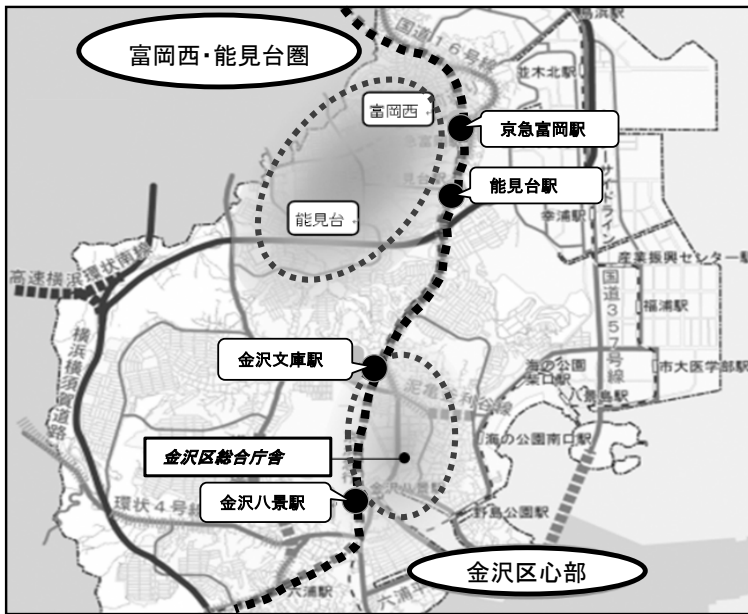 富岡西・能見台圏
国道16号線
鳥浜駅
並木北駅
富岡西
京急富岡駅
能見台駅
能見台
幸浦駅
産業振興センター駅
高速横浜環状南線
国道357号線
福浦駅
横浜横須賀道路
金沢文庫駅
海の公園
柴口駅
市大医学部駅
八景島駅
金沢区総合庁舎
海の公園南口駅
金沢八景駅
環状4号線
野島公園駅
六浦駅
金沢区心部